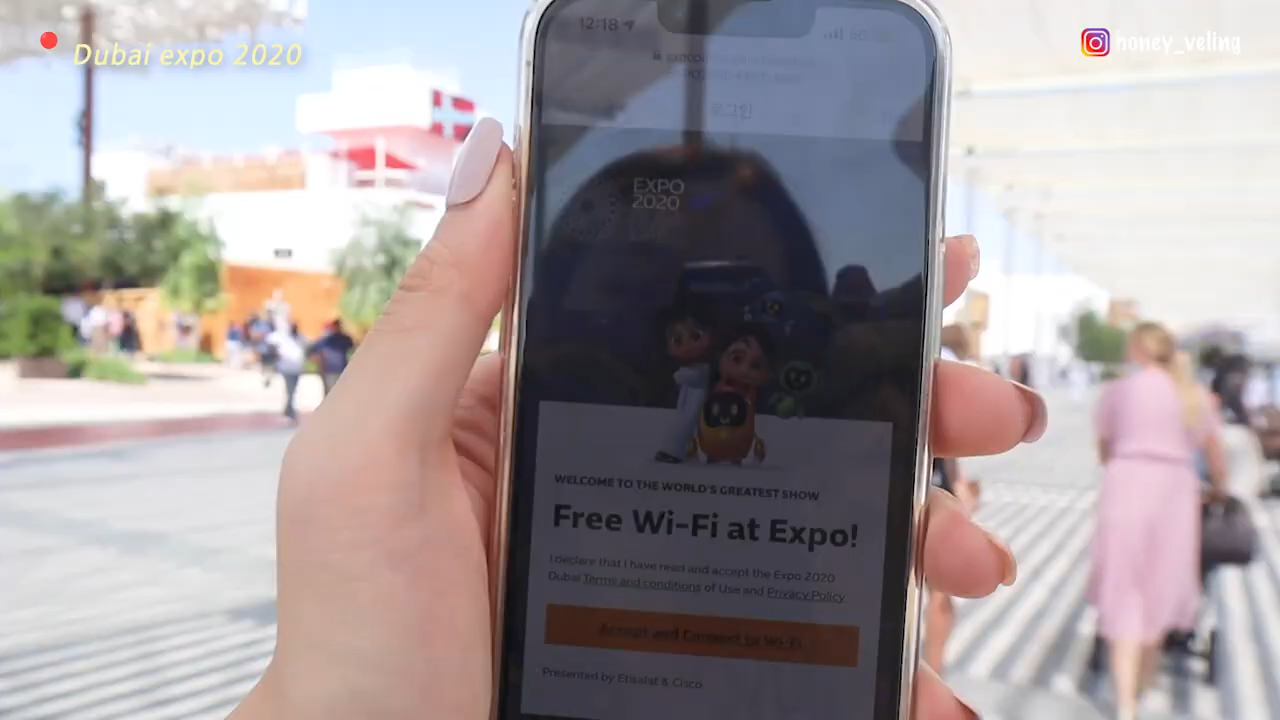 Dubai expo 2020
honey_veling
12:18
로그인
EXPO
2020
WELCOME TO THE WORLD'S GREATEST SHOW
Free Wi-Fi at Expo!
I declare that I have read and accept the Expo 2020
Dubai Terms and conditions of Use and Privacy Policy
Accept and Connect to Wi-Fi
Presented by Etisalat & Cisco